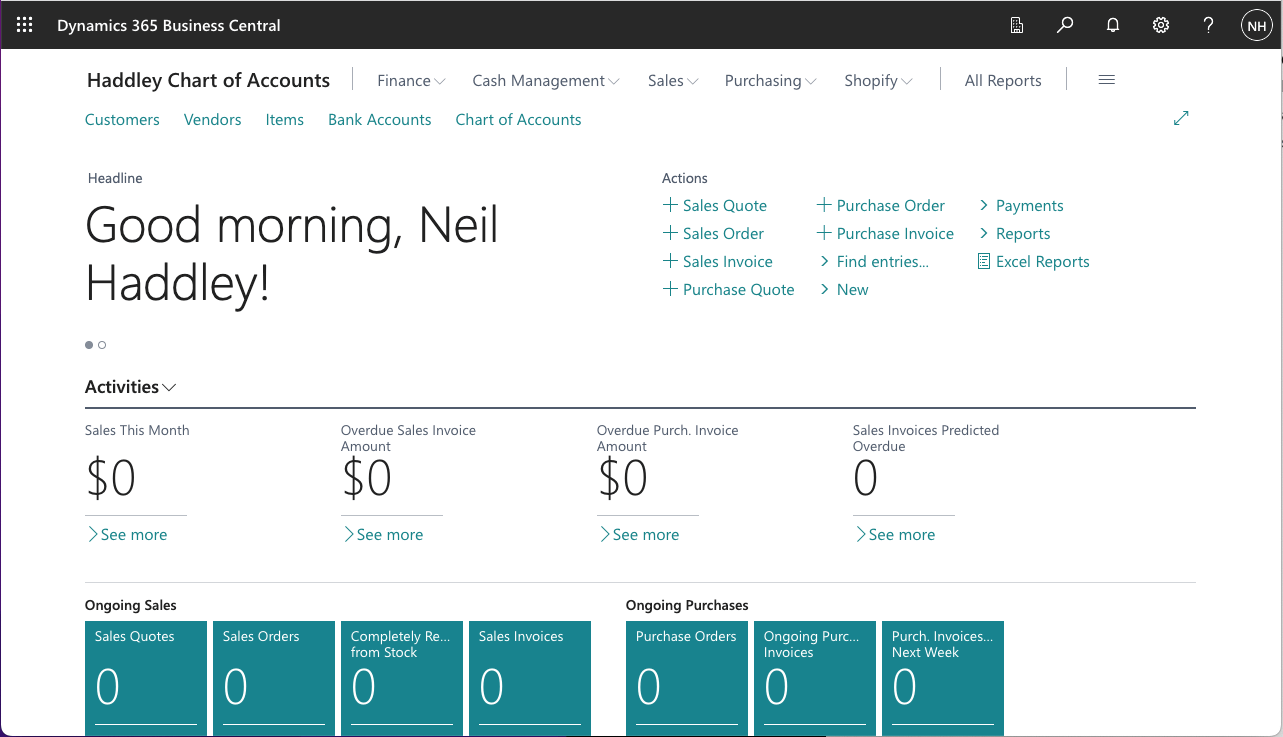 Dynamics 365 Business Central
? NH
Haddley Chart of Accounts
Finance Cash Management Sales Purchasing Shopify All Reports
Customers Vendors Items Bank Accounts Chart of Accounts
Headline
Good morning, Neil
Haddley!
Actions
Sales Quote Purchase Order Payments
Sales Order Purchase Invoice Reports
Sales Invoice Find entries... Excel Reports
Purchase Quote New
Activities
Sales This Month
$0
See more
Overdue Sales Invoice
Amount
$0
See more
Overdue Purch. Invoice
Amount
$0
See more
Sales Invoices Predicted
Overdue
0
See more
Ongoing Sales
Sales Quotes
0
Sales Orders
0
Completely Re...
from Stock
0
Sales Invoices
0
Ongoing Purchases
Purchase Orders
0
Ongoing Purc...
Invoices
0
Purch. Invoices...
Next Week
0